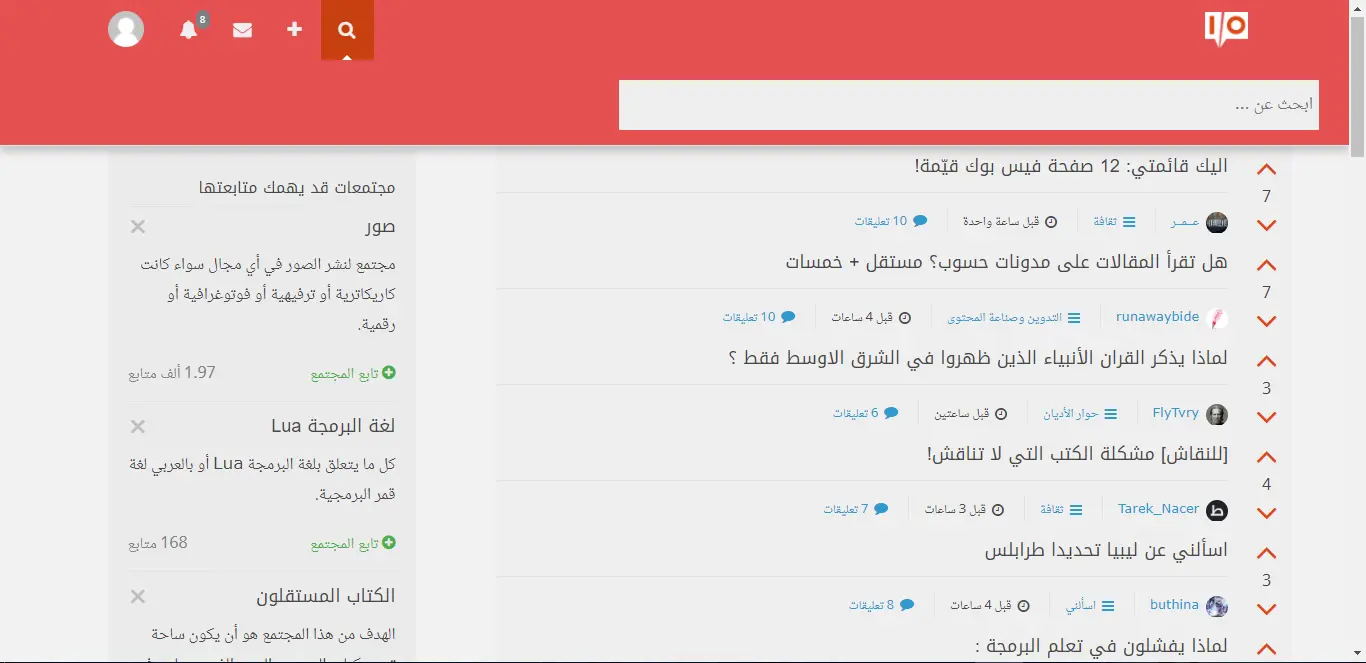 I/O
8
ابحث عن ...
اليك قائمتي: 12 صفحة فيس بوك قيّمة!
7
عـمـر
ثقافة
قبل ساعة واحدة
10 تعليقات
هل تقرأ المقالات على مدونات حسوب؟ مستقل + خمسات
7
runawaybide
التدوين وصناعة المحتوى
قبل 4 ساعات
10 تعليقات
لماذا يذكر القران الأنبياء الذين ظهروا في الشرق الاوسط فقط ؟
3
FlyTvry
حوار الأديان
قبل ساعتين
6 تعليقات
[للنقاش] مشكلة الكتب التي لا تناقش!
4
ط
Tarek_Nacer
ثقافة
قبل 3 ساعات
7 تعليقات
اسألني عن ليبيا تحديدا طرابلس
3
buthina
اسألني
قبل 4 ساعات
8 تعليقات
لماذا يفشلون في تعلم البرمجة :
مجتمعات قد يهمك متابعتها
صور
مجتمع لنشر الصور في أي مجال سواء كانت
كاريكاترية أو ترفيهية أو فوتوغرافية أو
رقمية.
تابع المجتمع
1.97 ألف متابع
لغة البرمجة Lua
كل ما يتعلق بلغة البرمجة Lua أو بالعربي لغة
قمر البرمجية.
تابع المجتمع
168 متابع
الكتاب المستقلون
الهدف من هذا المجتمع هو أن يكون ساحة